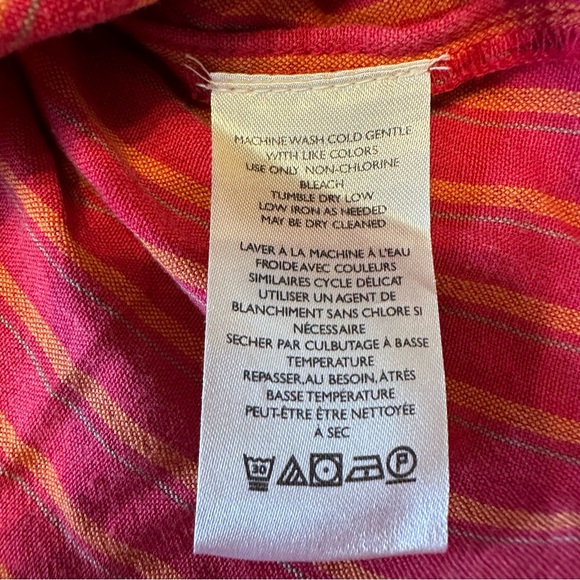 MACHINE WASH COLD GENTLE
WITH LIKE COLORS
USE ONLY NON-CHLORINE
BLEACH
TUMBLE DRY LOW
LOW IRON AS NEEDED
MAY BE DRY CLEANED
LAVER À LA MACHINE À L'EAU
FROIDE AVEC COULEURS
SIMILAIRES CYCLE DÉLICAT
UTILISER UN AGENT DE
BLANCHIMENT SANS CHLORE SI
NÉCESSAIRE
SECHER PAR CULBUTAGE À BASSE
TEMPERATURE
REPASSER, AU BESOIN, ÀTRÈS
BASSE TEMPÉRATURE
PEUT-ÊTRE ÊTRE NETTOYÉE
À SEC
30 P